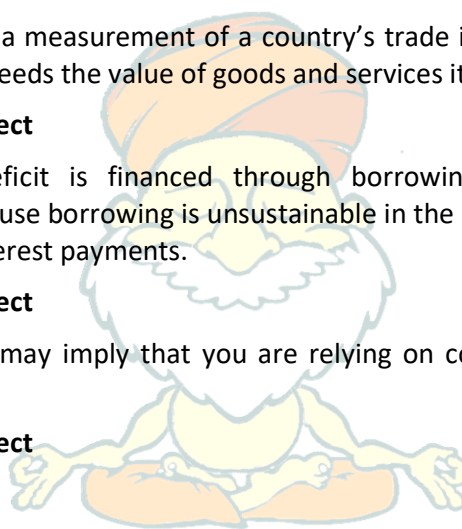 a measurement of a country's trade i
eeds the value of goods and services it
ect
eficit is financed through borrowin
use borrowing is unsustainable in the
erest payments.
ect
may imply that you are relying on c
ect